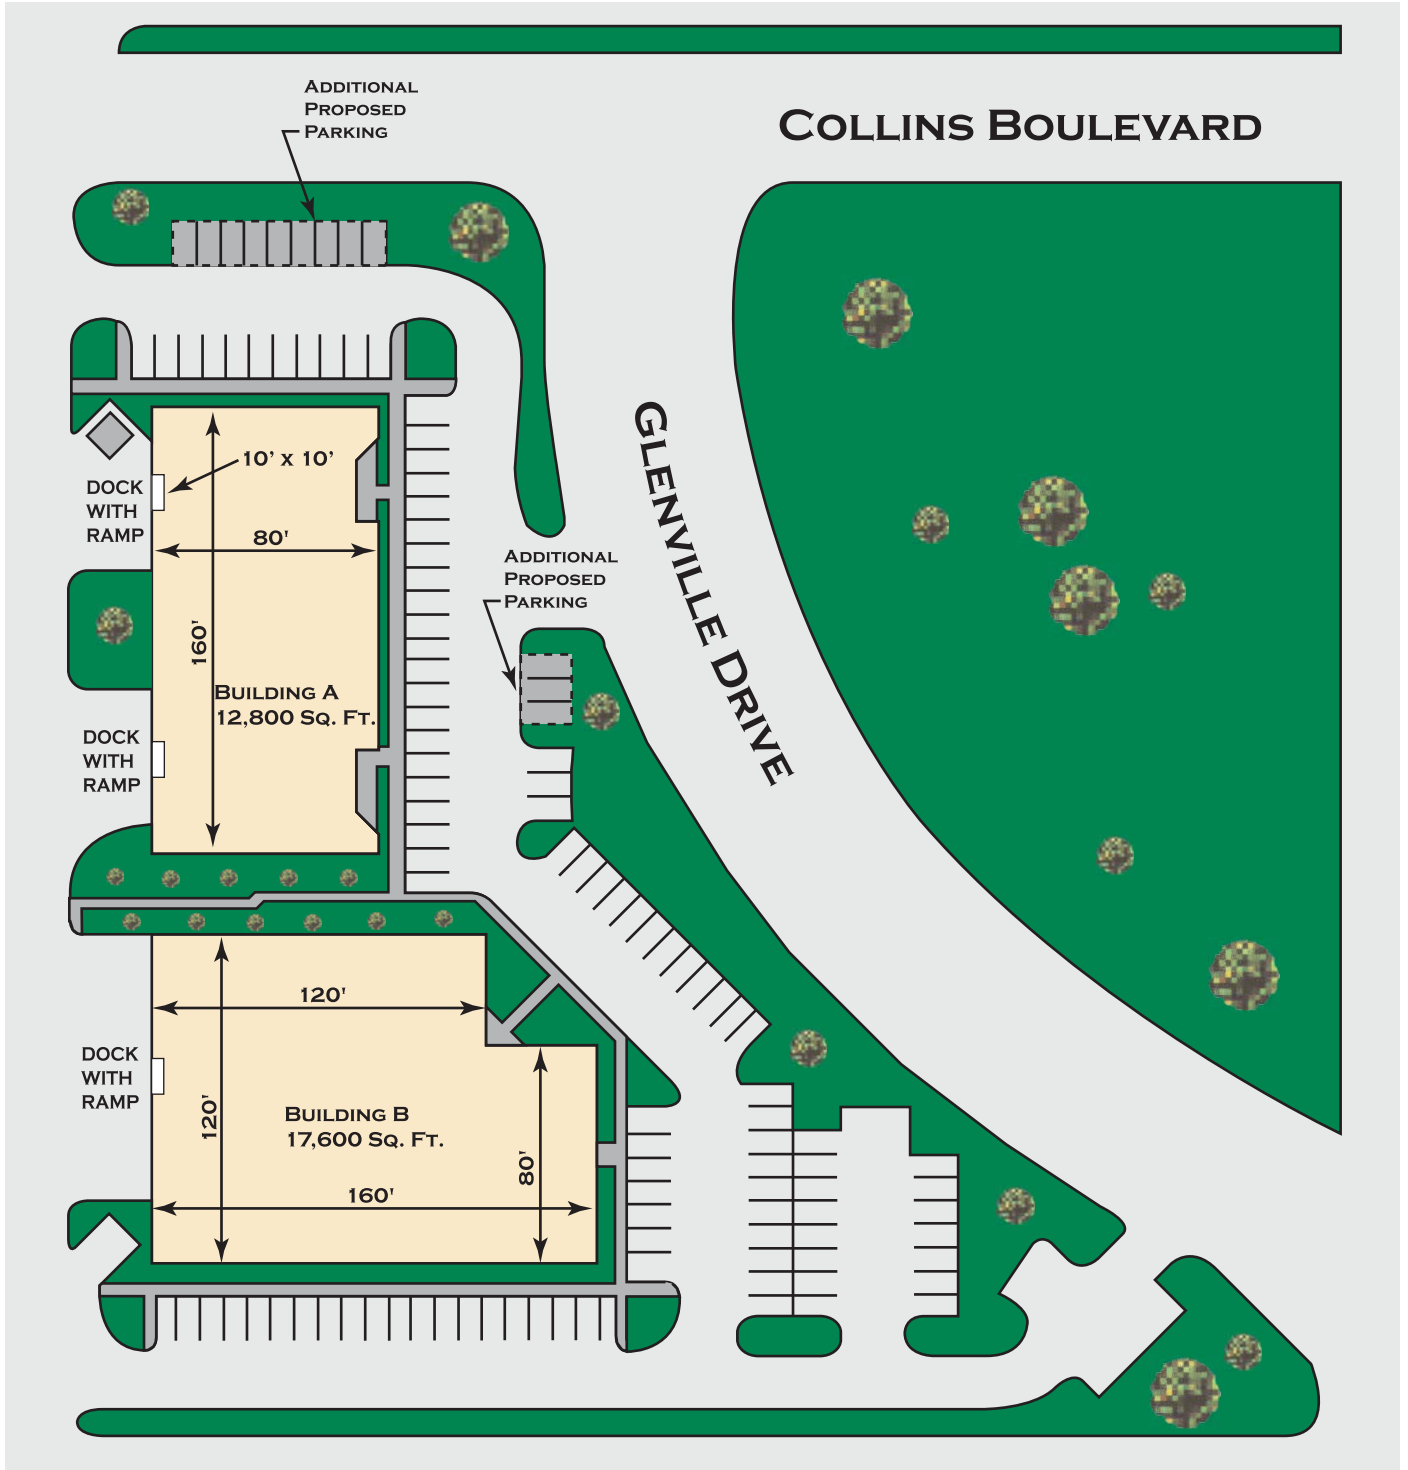 ADDITIONAL
PROPOSED
PARKING
COLLINS BOULEVARD
GLENVILLE DRIVE
10' x 10'
DOCK
WITH
RAMP
80'
160'
ADDITIONAL
PROPOSED
PARKING
BUILDING A
12,800 SQ. FT.
DOCK
WITH
RAMP
120'
DOCK
WITH
RAMP
120'
BUILDING B
17,600 SQ. FT.
80'
160'